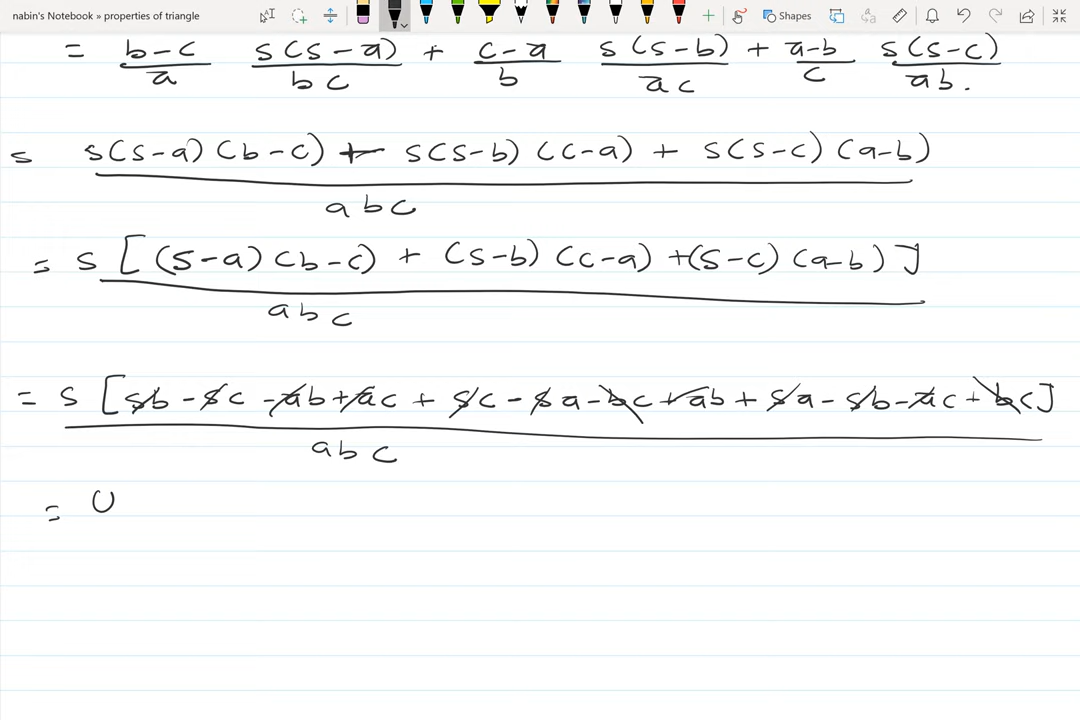 nabin's Notebook » properties of triangle
Shapes
= b-c/a s(s-a)/bc + c-a/b s(s-b)/ac + a-b/c s(s-c)/ab.
s s(s-a) (b-c) + s(s-b) (c-a) + s(s-c) (a-b)
abc
= s [(s-a) (b-c) + (s-b) (c-a) + (s-c) (a-b)]
abc
= s [sb - sc - ab + ac + sc - sa - bc + ab + sa - sb - ac + bc]
abc
= 0